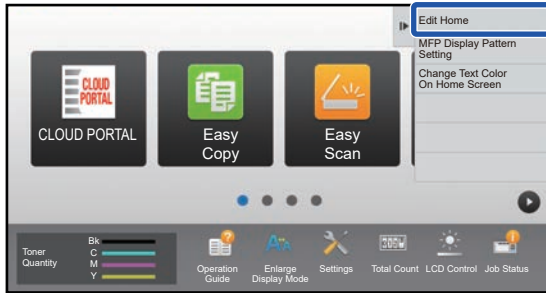 Edit Home
MFP Display Pattern
Setting
Change Text Color
On Home Screen
CLOUD
PORTAL
CLOUD PORTAL
Easy
Copy
Easy
Scan
Toner
Quantity
Bk
C
M
Y
Operation
Guide
Enlarge
Display Mode
Settings
Total Count
LCD Control
Job Status